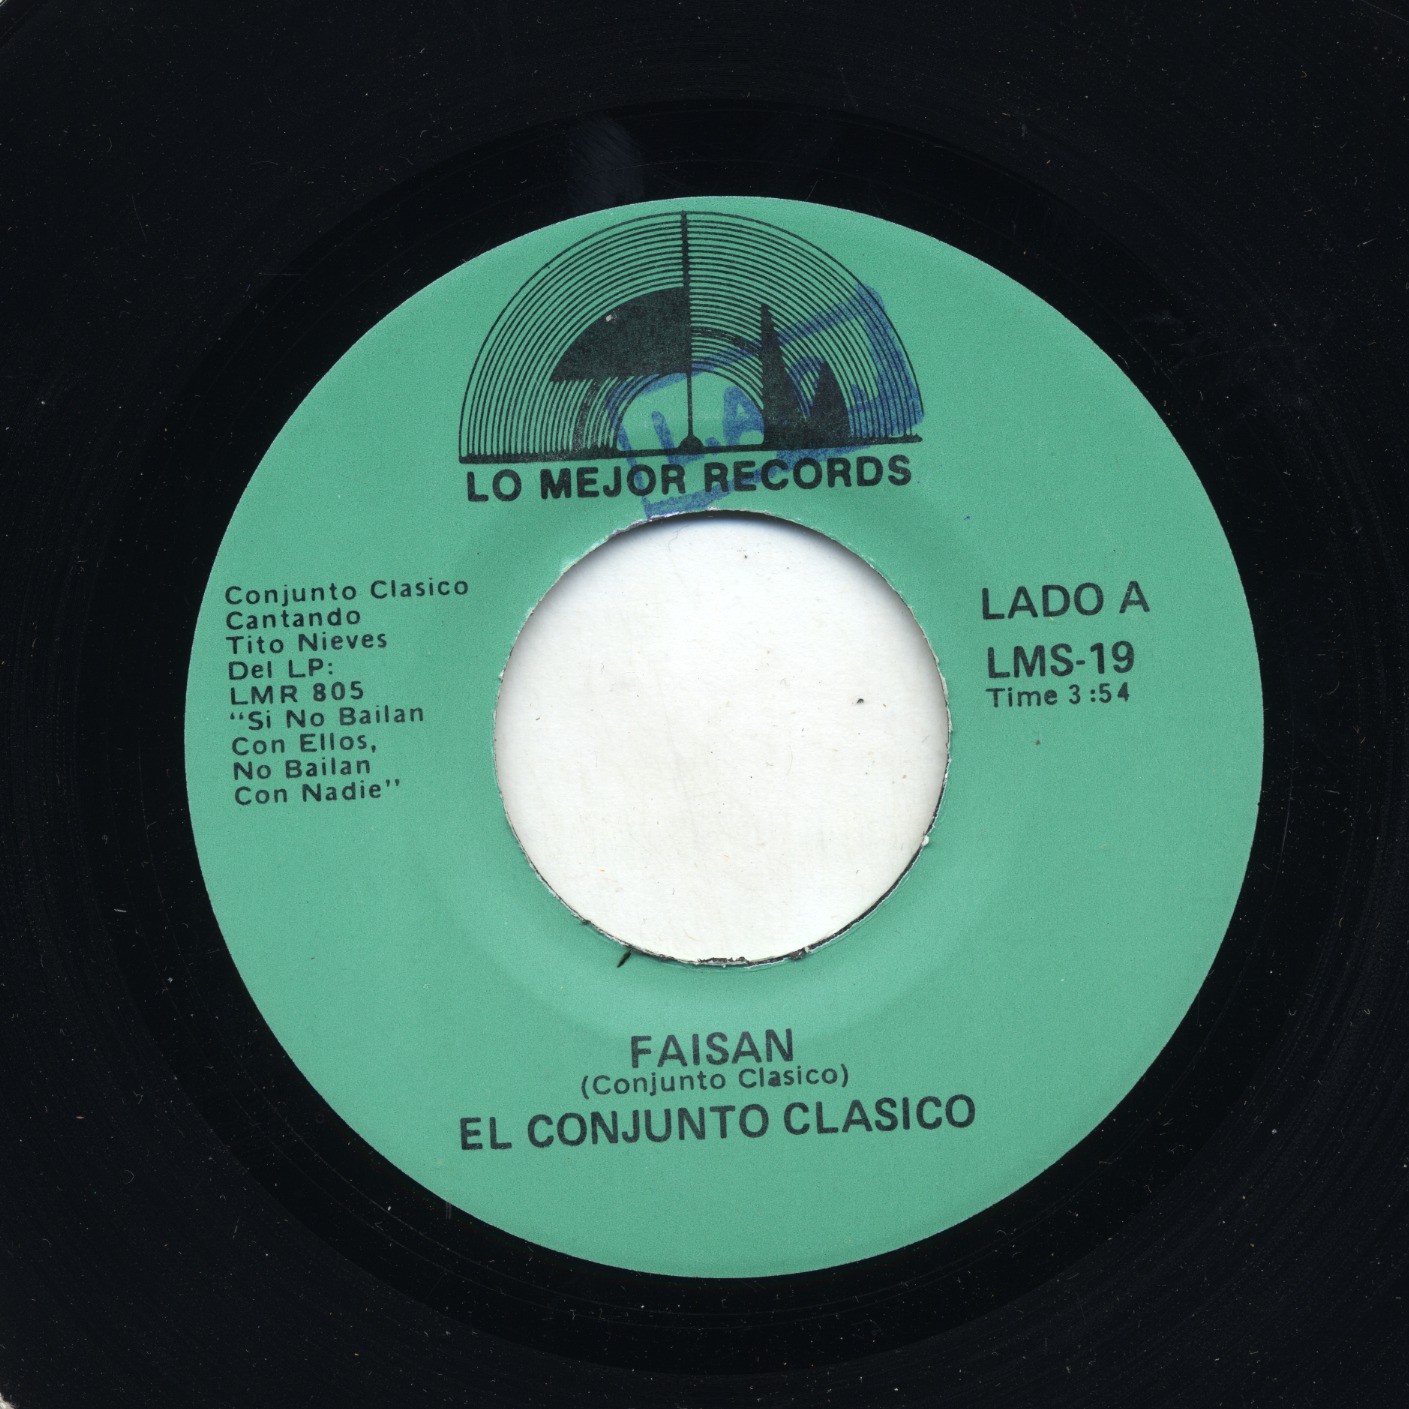 LO MEJOR RECORDS
Conjunto Clasico
Cantando
Tito Nieves
Del LP:
LMR 805
“Si No Bailan
Con Ellos,
No Bailan
Con Nadie”
LADO A
LMS-19
Time 3:54
FAISAN
(Conjunto Clasico)
EL CONJUNTO CLASICO